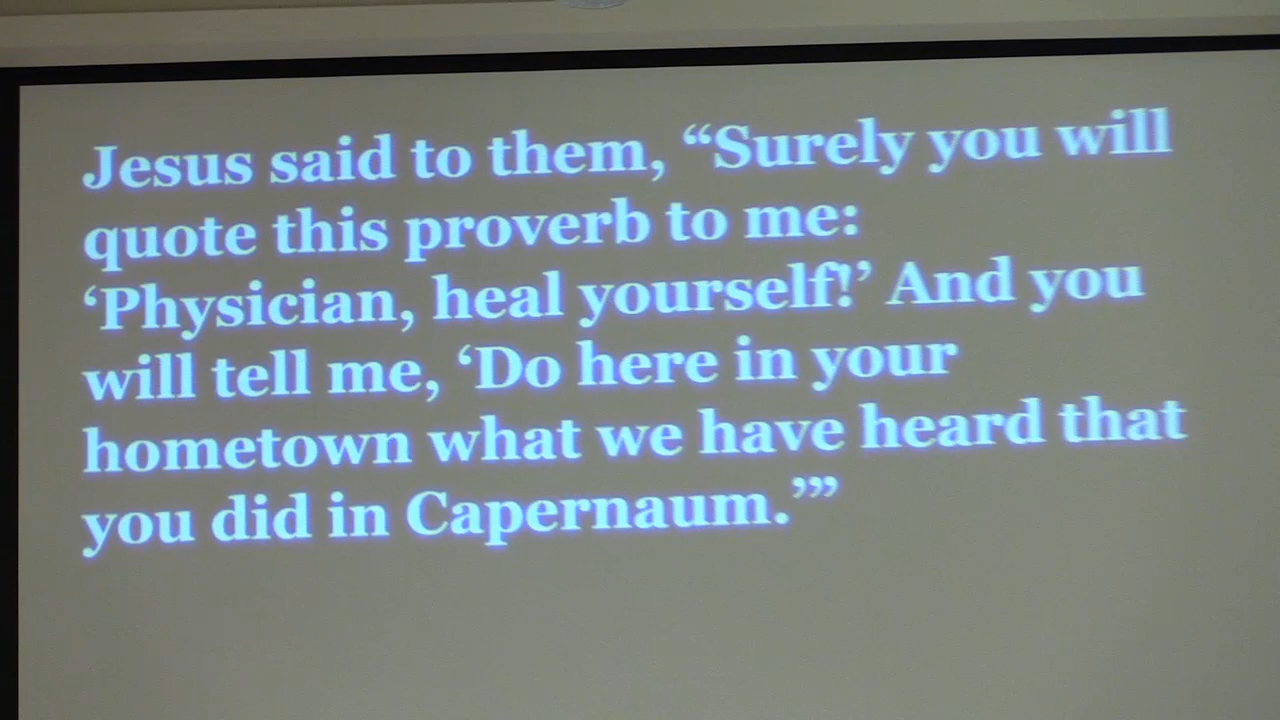 Jesus said to them, “Surely you will
quote this proverb to me:
‘Physician, heal yourself!’ And you
will tell me, ‘Do here in your
hometown what we have heard that
you did in Capernaum.’”’